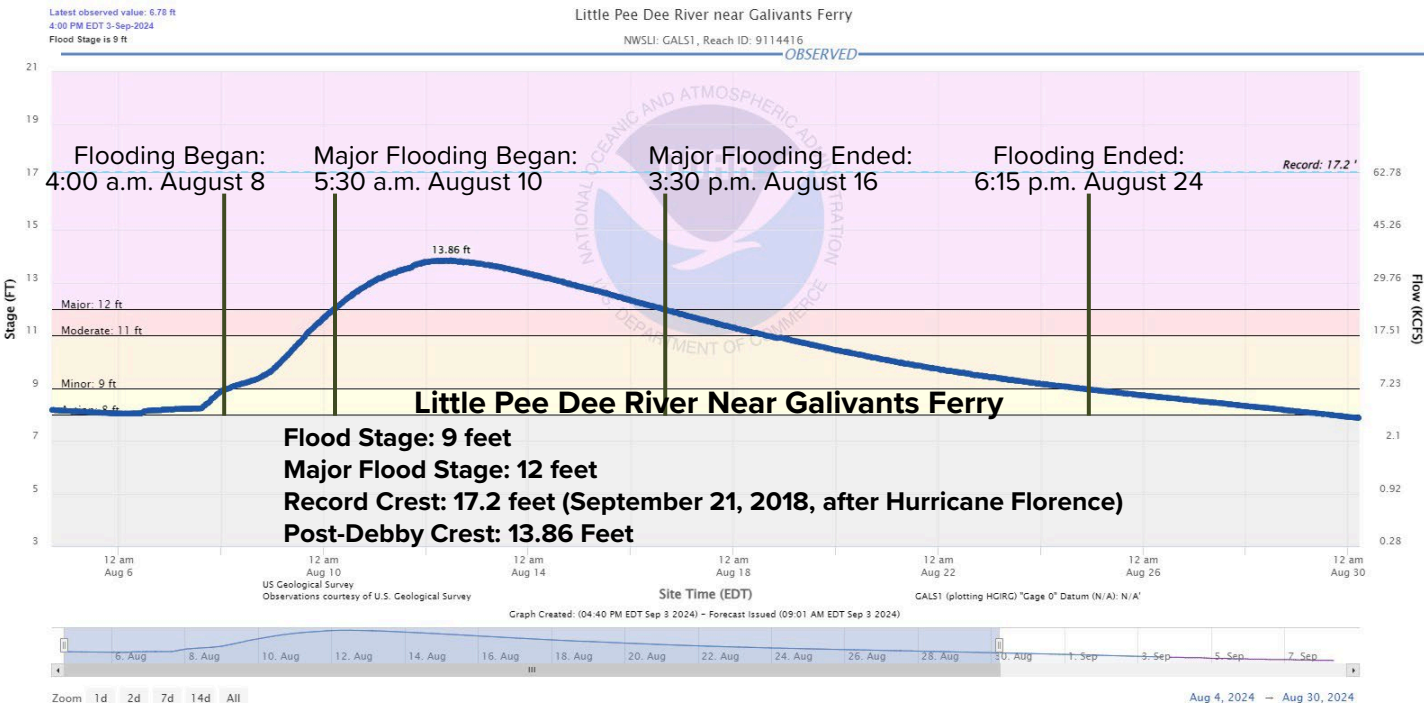 Latest observed value: 6.78 ft
4:00 PM EDT 3-Sep-2024
Flood Stage is 9 ft
Little Pee Dee River near Galivants Ferry
NWSLI: GALS1, Reach ID: 9114416
OBSERVED
21
19
17
15
13
11
9
7
5
3
Stage (FT)
Flooding Began:
4:00 a.m. August 8
Major Flooding Began:
5:30 a.m. August 10
Major Flooding Ended:
3:30 p.m. August 16
Flooding Ended:
6:15 p.m. August 24
Record: 17.2 '
62.78
45.26
29.76
17.51
7.23
2.1
0.92
0.28
Flow (KCFS)
NATIONAL OCEANIC AND ATMOSPHERIC ADMINISTRATION
U.S. DEPARTMENT OF COMMERCE
13.86 ft
Major: 12 ft
Moderate: 11 ft
Minor: 9 ft
Action: 8 ft
Little Pee Dee River Near Galivants Ferry
Flood Stage: 9 feet
Major Flood Stage: 12 feet
Record Crest: 17.2 feet (September 21, 2018, after Hurricane Florence)
Post-Debby Crest: 13.86 Feet
12 am 12 am 12 am 12 am 12 am 12 am 12 am
Aug 6 Aug 10 Aug 14 Aug 18 Aug 22 Aug 26 Aug 30
US Geological Survey
Observations courtesy of U.S. Geological Survey
Site Time (EDT)
GALS1 (plotting HGIRG) "Gage 0" Datum (N/A): N/A'
Graph Created: (04:40 PM EDT Sep 3 2024) - Forecast Issued (09:01 AM EDT Sep 3 2024)
6. Aug 8. Aug 10. Aug 12. Aug 14. Aug 16. Aug 18. Aug 20. Aug 22. Aug 24. Aug 26. Aug 28. Aug 30. Aug 1. Sep 3. Sep 5. Sep 7. Sep
Zoom 1d 2d 7d 14d All
Aug 4, 2024 → Aug 30, 2024